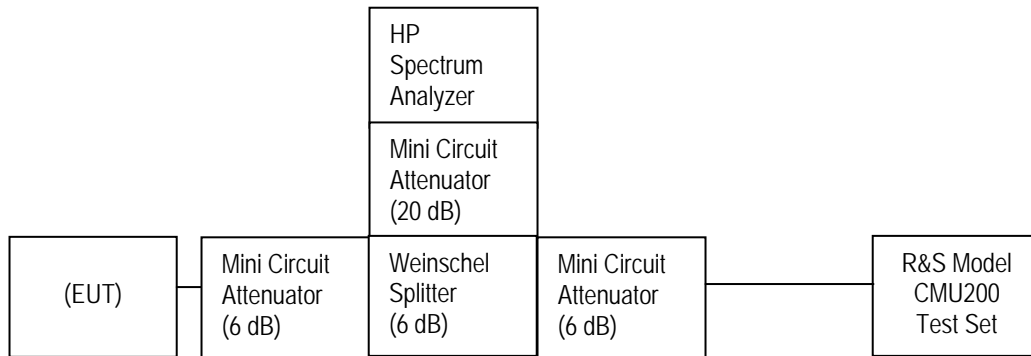 HP
Spectrum
Analyzer
Mini Circuit
Attenuator
(20 dB)
(EUT)
Mini Circuit
Attenuator
(6 dB)
Weinschel
Splitter
(6 dB)
Mini Circuit
Attenuator
(6 dB)
R&S Model
CMU200
Test Set